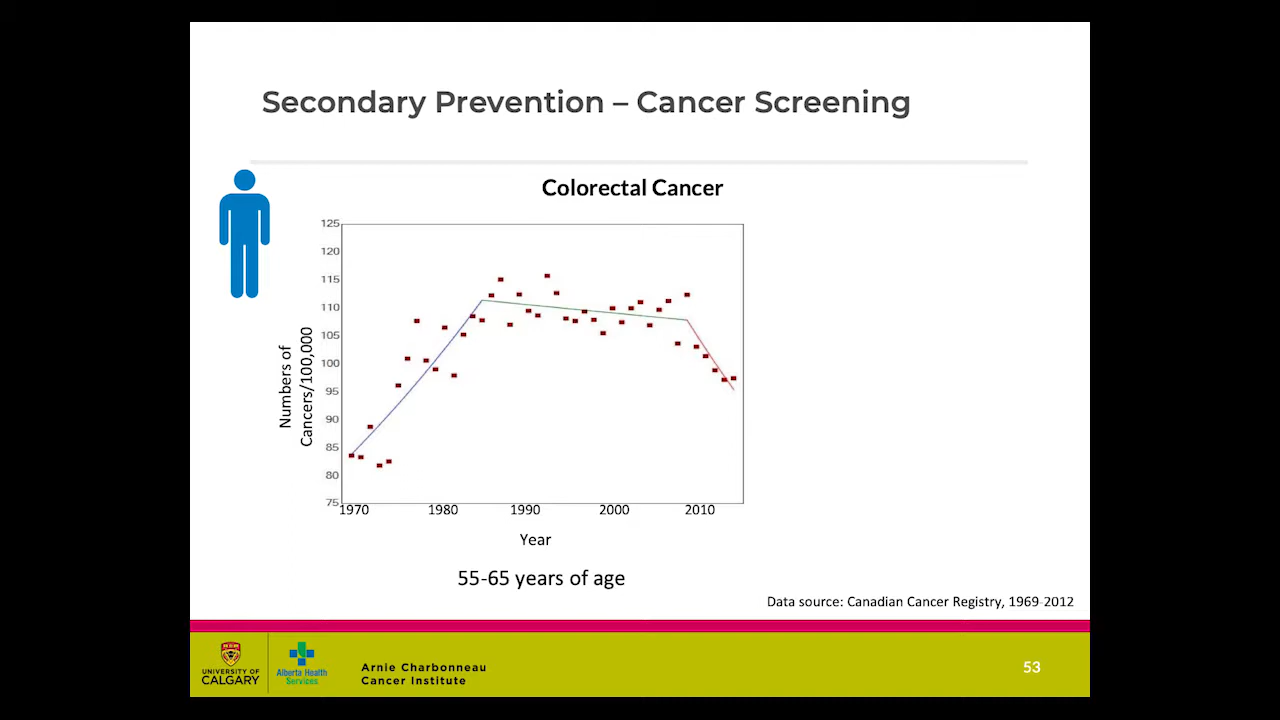 Secondary Prevention – Cancer Screening
Colorectal Cancer
125
120
115
110
105
100
95
90
85
80
75
Numbers of
Cancers/100,000
1970
1980
1990
2000
2010
Year
55-65 years of age
Data source: Canadian Cancer Registry, 1969-2012
UNIVERSITY OF
CALGARY
Alberta Health
Services
Arnie Charbonneau
Cancer Institute
53